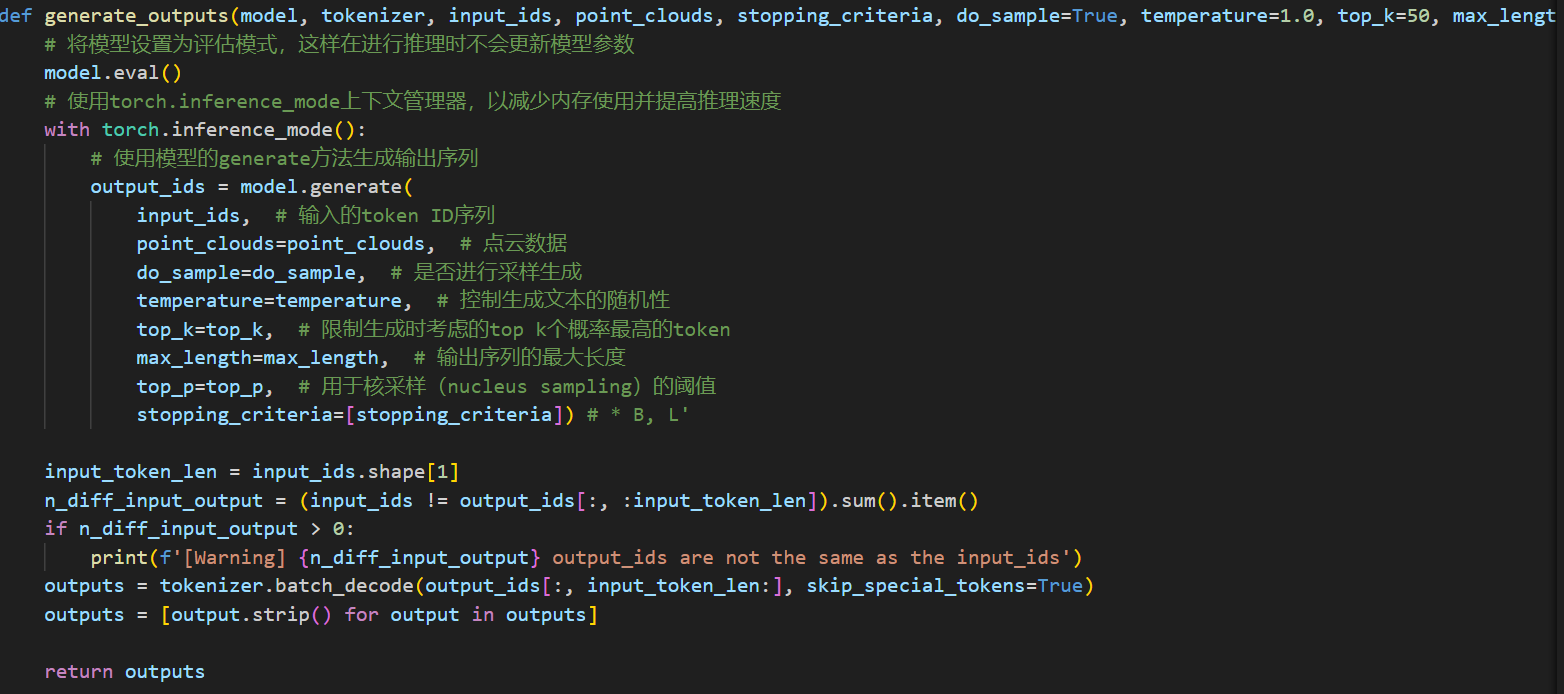 def generate_outputs(model, tokenizer, input_ids, point_clouds, stopping_criteria, do_sample=True, temperature=1.0, top_k=50, max_lengt
# 将模型设置为评估模式，这样在进行推理时不会更新模型参数
model.eval()
# 使用torch.inference_mode上下文管理器，以减少内存使用并提高推理速度
with torch.inference_mode():
# 使用模型的generate方法生成输出序列
output_ids = model.generate(
input_ids,  # 输入的token ID序列
point_clouds=point_clouds,  # 点云数据
do_sample=do_sample,  # 是否进行采样生成
temperature=temperature,  # 控制生成文本的随机性
top_k=top_k,  # 限制生成时考虑的top k个概率最高的token
max_length=max_length,  # 输出序列的最大长度
top_p=top_p,  # 用于核采样（nucleus sampling）的阈值
stopping_criteria=[stopping_criteria]) # * B, L'
input_token_len = input_ids.shape[1]
n_diff_input_output = (input_ids != output_ids[:, :input_token_len]).sum().item()
if n_diff_input_output > 0:
print(f'[Warning] {n_diff_input_output} output_ids are not the same as the input_ids')
outputs = tokenizer.batch_decode(output_ids[:, input_token_len:], skip_special_tokens=True)
outputs = [output.strip() for output in outputs]
return outputs